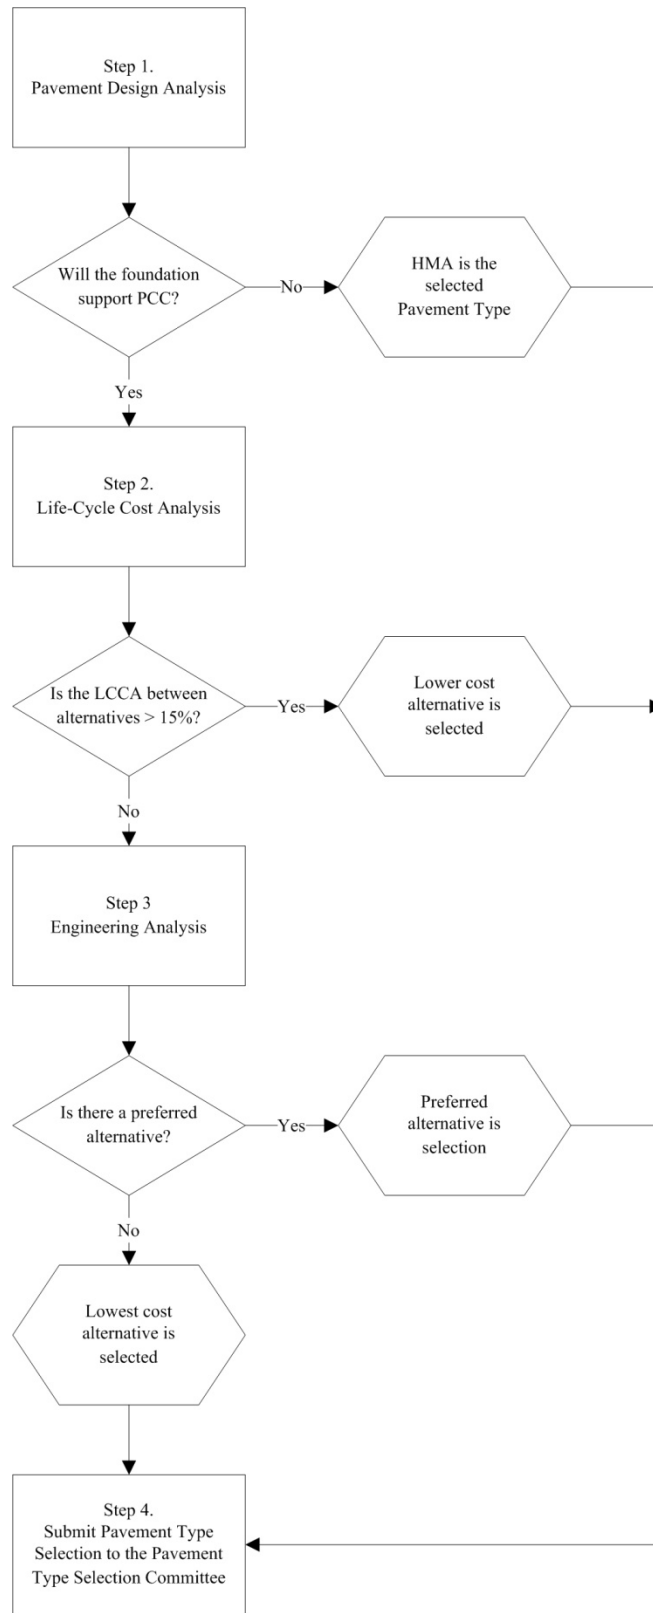 Step 1.
Pavement Design Analysis
Will the foundation
support PCC?
No
HMA is the
selected
Pavement Type
Yes
Step 2.
Life-Cycle Cost Analysis
Is the LCCA between
alternatives > 15%?
Yes
Lower cost
alternative is
selected
No
Step 3
Engineering Analysis
Is there a preferred
alternative?
Yes
Preferred
alternative is
selection
No
Lowest cost
alternative is
selected
Step 4.
Submit Pavement Type
Selection to the Pavement
Type Selection Committee